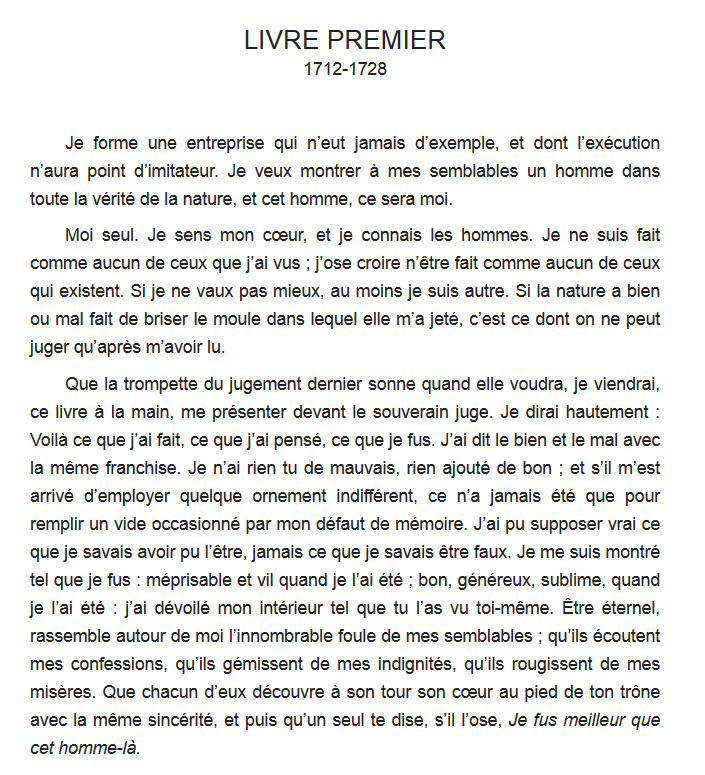 LIVRE PREMIER
1712-1728
Je forme une entreprise qui n’eut jamais d’exemple, et dont l’exécution
n’aura point d’imitateur. Je veux montrer à mes semblables un homme dans
toute la vérité de la nature, et cet homme, ce sera moi.
Moi seul. Je sens mon cœur, et je connais les hommes. Je ne suis fait
comme aucun de ceux que j’ai vus ; j’ose croire n’être fait comme aucun de ceux
qui existent. Si je ne vaux pas mieux, au moins je suis autre. Si la nature a bien
ou mal fait de briser le moule dans lequel elle m’a jeté, c’est ce dont on ne peut
juger qu’après m’avoir lu.
Que la trompette du jugement dernier sonne quand elle voudra, je viendrai,
ce livre à la main, me présenter devant le souverain juge. Je dirai hautement :
Voilà ce que j’ai fait, ce que j’ai pensé, ce que je fus. J’ai dit le bien et le mal avec
la même franchise. Je n’ai rien tu de mauvais, rien ajouté de bon ; et s’il m’est
arrivé d’employer quelque ornement indifférent, ce n’a jamais été que pour
remplir un vide occasionné par mon défaut de mémoire. J’ai pu supposer vrai ce
que je savais avoir pu l’être, jamais ce que je savais être faux. Je me suis montré
tel que je fus : méprisable et vil quand je l’ai été ; bon, généreux, sublime, quand
je l’ai été : j’ai dévoilé mon intérieur tel que tu l’as vu toi-même. Être éternel,
rassemble autour de moi l’innombrable foule de mes semblables ; qu’ils écoutent
mes confessions, qu’ils gémissent de mes indignités, qu’ils rougissent de mes
misères. Que chacun d’eux découvre à son tour son cœur au pied de ton trône
avec la même sincérité, et puis qu’un seul te dise, s’il l’ose, Je fus meilleur que
cet homme-là.